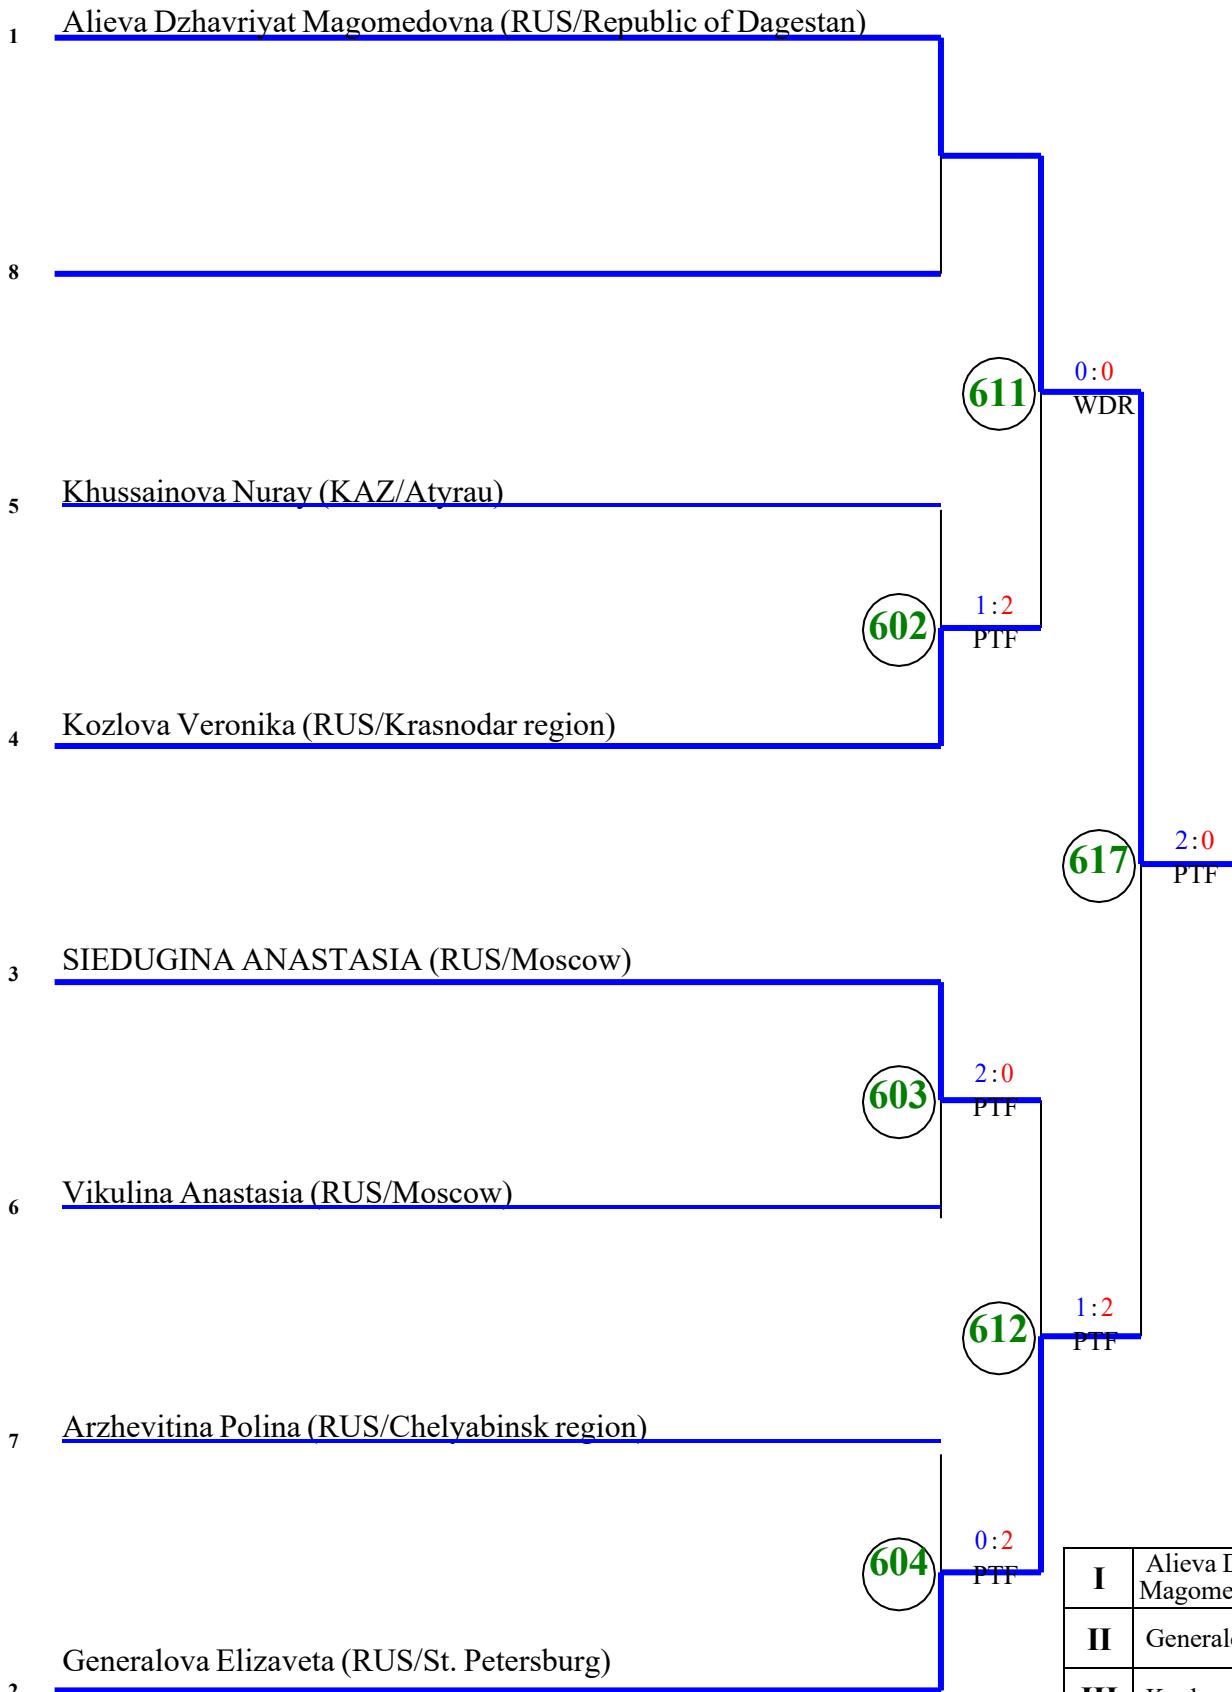 1 Alieva Dzhavriyat Magomedovna (RUS/Republic of Dagestan)
8
611 0:0
WDR
5 Khussainova Nuray (KAZ/Atyrau)
602 1:2
PTF
4 Kozlova Veronika (RUS/Krasnodar region)
617 2:0
PTF
3 SIEDUGINA ANASTASIA (RUS/Moscow)
603 2:0
PTF
6 Vikulina Anastasia (RUS/Moscow)
612 1:2
PTF
7 Arzhevitina Polina (RUS/Chelyabinsk region)
604 0:2
PTF
I Alieva
II
III
2 Generalova Elizaveta (RUS/St. Petersburg)